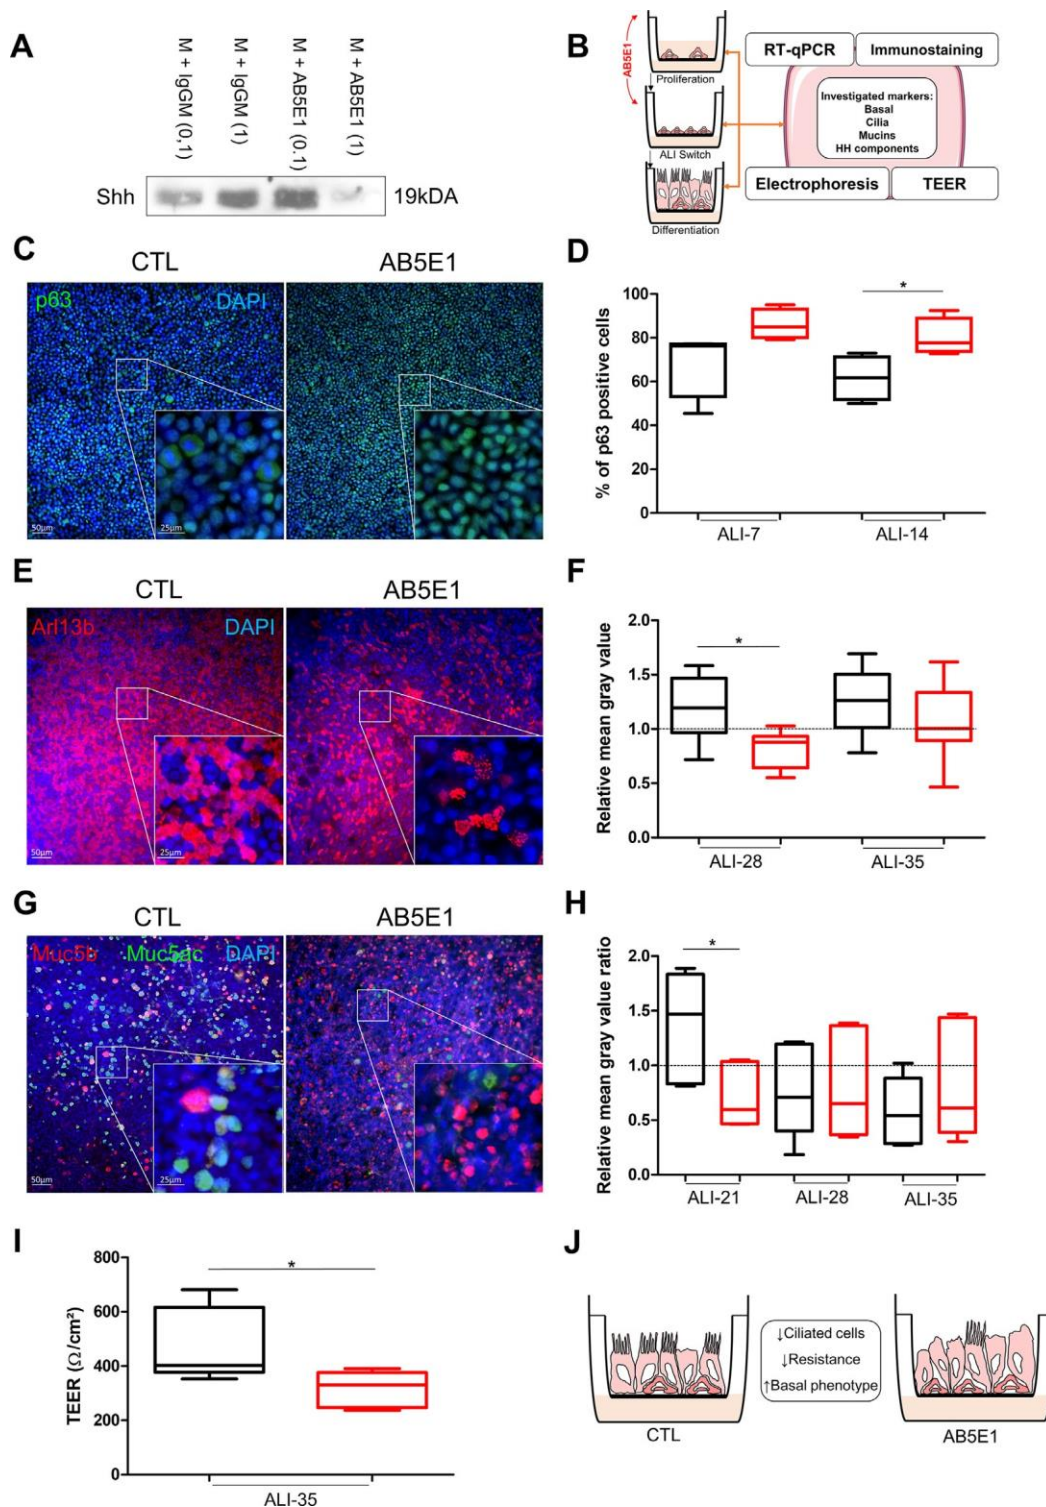 A
M + IgGM (0,1)
M + IgGM (1)
M + AB5E1 (0.1)
M + AB5E1 (1)
Shh
19kDA
B
AB5E1
Proliferation
ALI Switch
Differentiation
RT-qPCR
Immunostaining
Investigated markers:
Basal
Cilia
Mucins
HH components
Electrophoresis
TEER
C
CTL
AB5E1
p63
DAPI
50µm
25µm
D
% of p63 positive cells
100
80
60
40
20
0
*
ALI-7
ALI-14
E
CTL
AB5E1
Arl13b
DAPI
50µm
25µm
F
Relative mean gray value
2.0
1.5
1.0
0.5
0.0
*
ALI-28
ALI-35
G
CTL
AB5E1
Muc5b
Muc5ac
DAPI
50µm
25µm
H
Relative mean gray value ratio
2.0
1.5
1.0
0.5
0.0
*
ALI-21
ALI-28
ALI-35
I
TEER (Ω/cm²)
800
600
400
200
0
*
ALI-35
J
CTL
↓Ciliated cells
↓Resistance
↑Basal phenotype
AB5E1